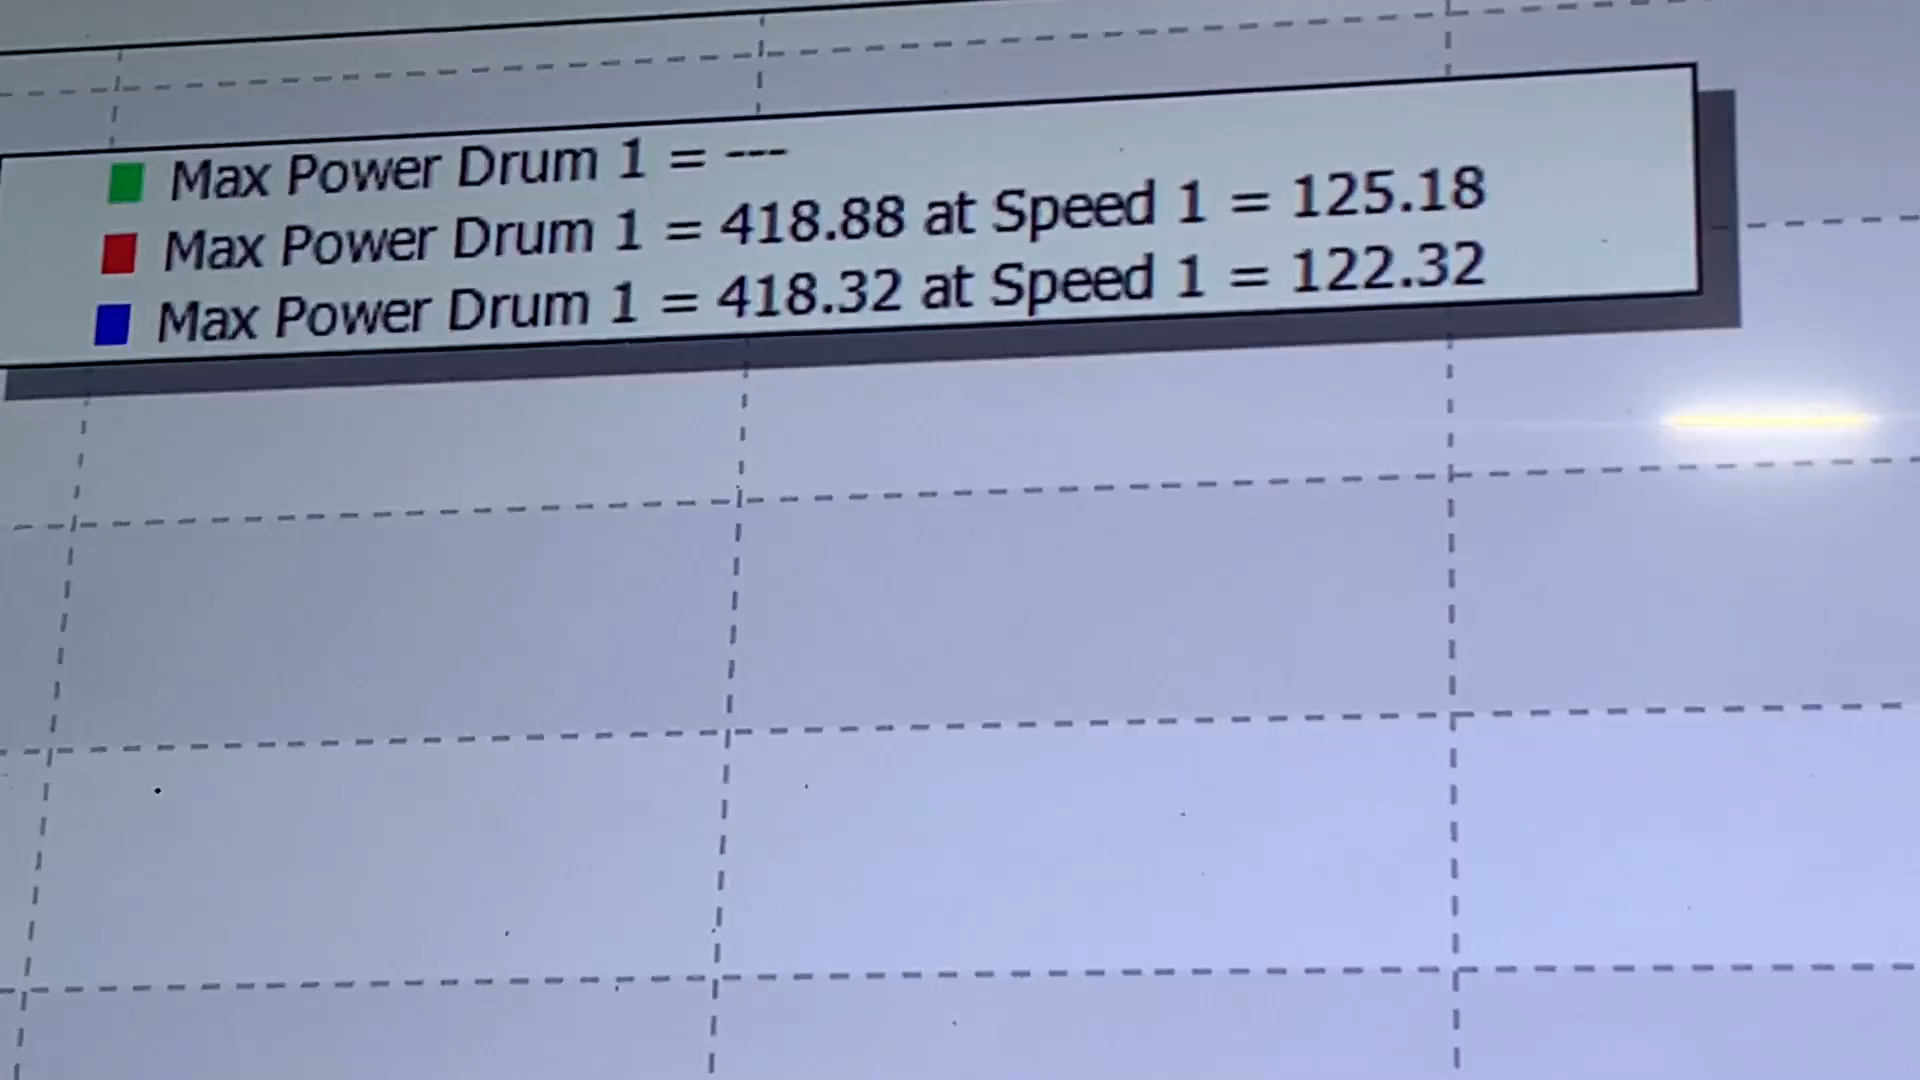 Max Power Drum 1 = ---
Max Power Drum 1 = 418.88 at Speed 1 = 125.18
Max Power Drum 1 = 418.32 at Speed 1 = 122.32